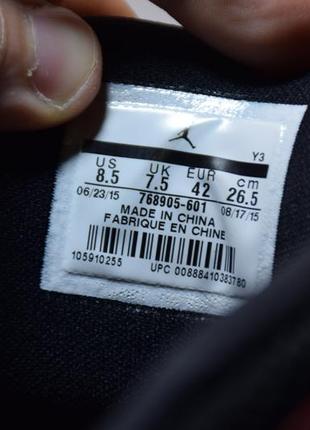 Y3
US UK EUR cm
8.5 7.5 42 26.5
06/23/15 768905-601 08/17/15
MADE IN CHINA
FABRIQUE EN CHINE
105910255 UPC 00888410383780